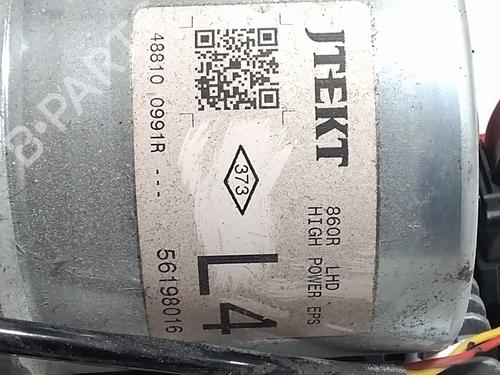 JTEKT
860R LHD
HIGH POWER EPS
48810 0991R ---
373
56198016
L4
B-PARTS